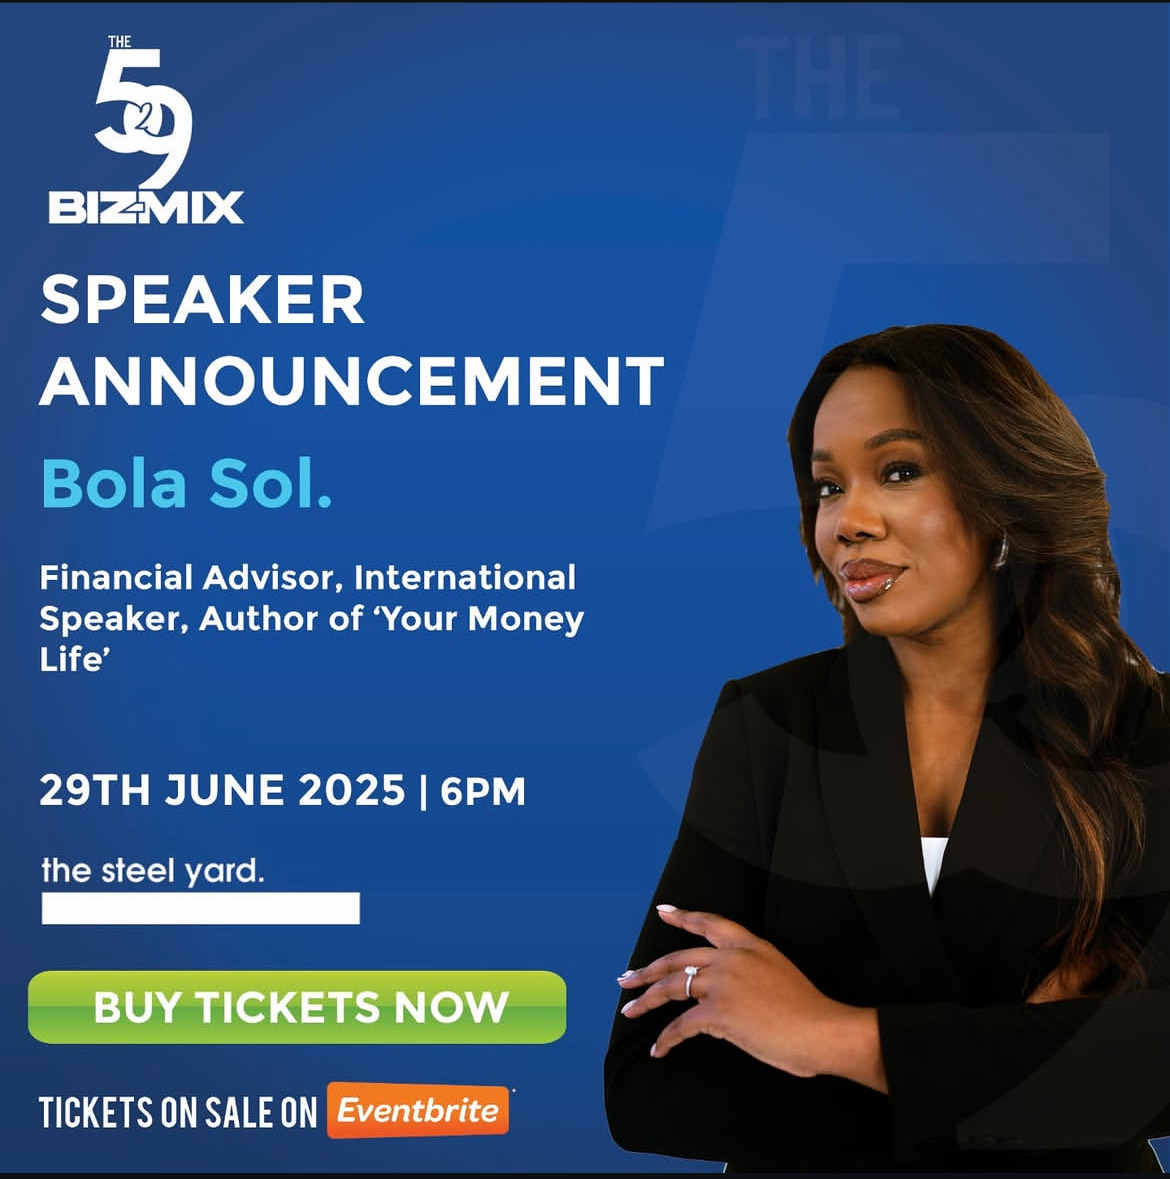 THE
5
2
9
BIZ-MIX
THE
5
SPEAKER
ANNOUNCEMENT
Bola Sol.
Financial Advisor, International
Speaker, Author of ‘Your Money
Life’
29TH JUNE 2025 | 6PM
the steel yard.
BUY TICKETS NOW
TICKETS ON SALE ON Eventbrite